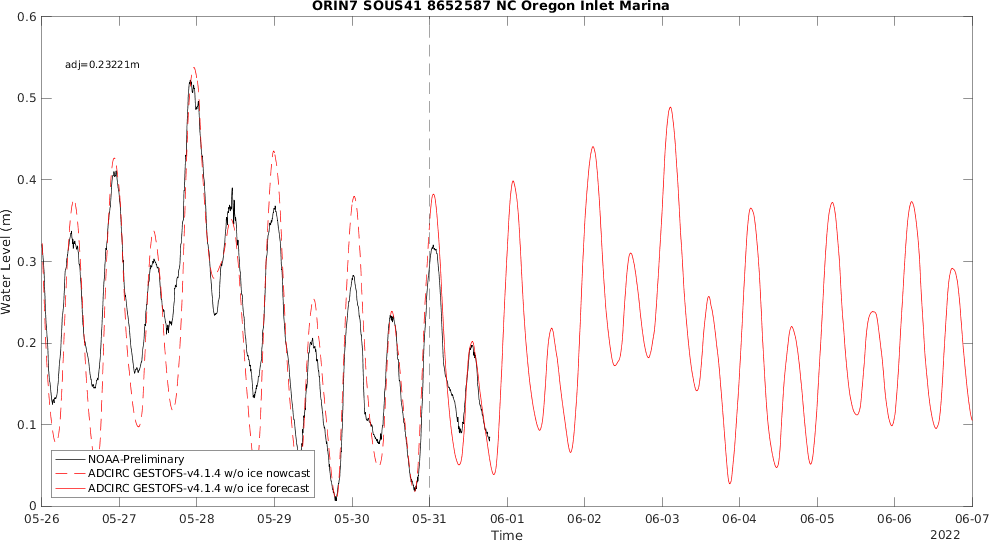 ORIN7 SOUS41 8652587 NC Oregon Inlet Marina
0.6
adj=0.23221m
0.5
0.4
0.3
0.2
0.1
0
Water Level (m)
NOAA-Preliminary
ADCIRC GESTOFS-v4.1.4 w/o ice nowcast
ADCIRC GESTOFS-v4.1.4 w/o ice forecast
05-26 05-27 05-28 05-29 05-30 05-31 06-01 06-02 06-03 06-04 06-05 06-06 06-07
Time
2022